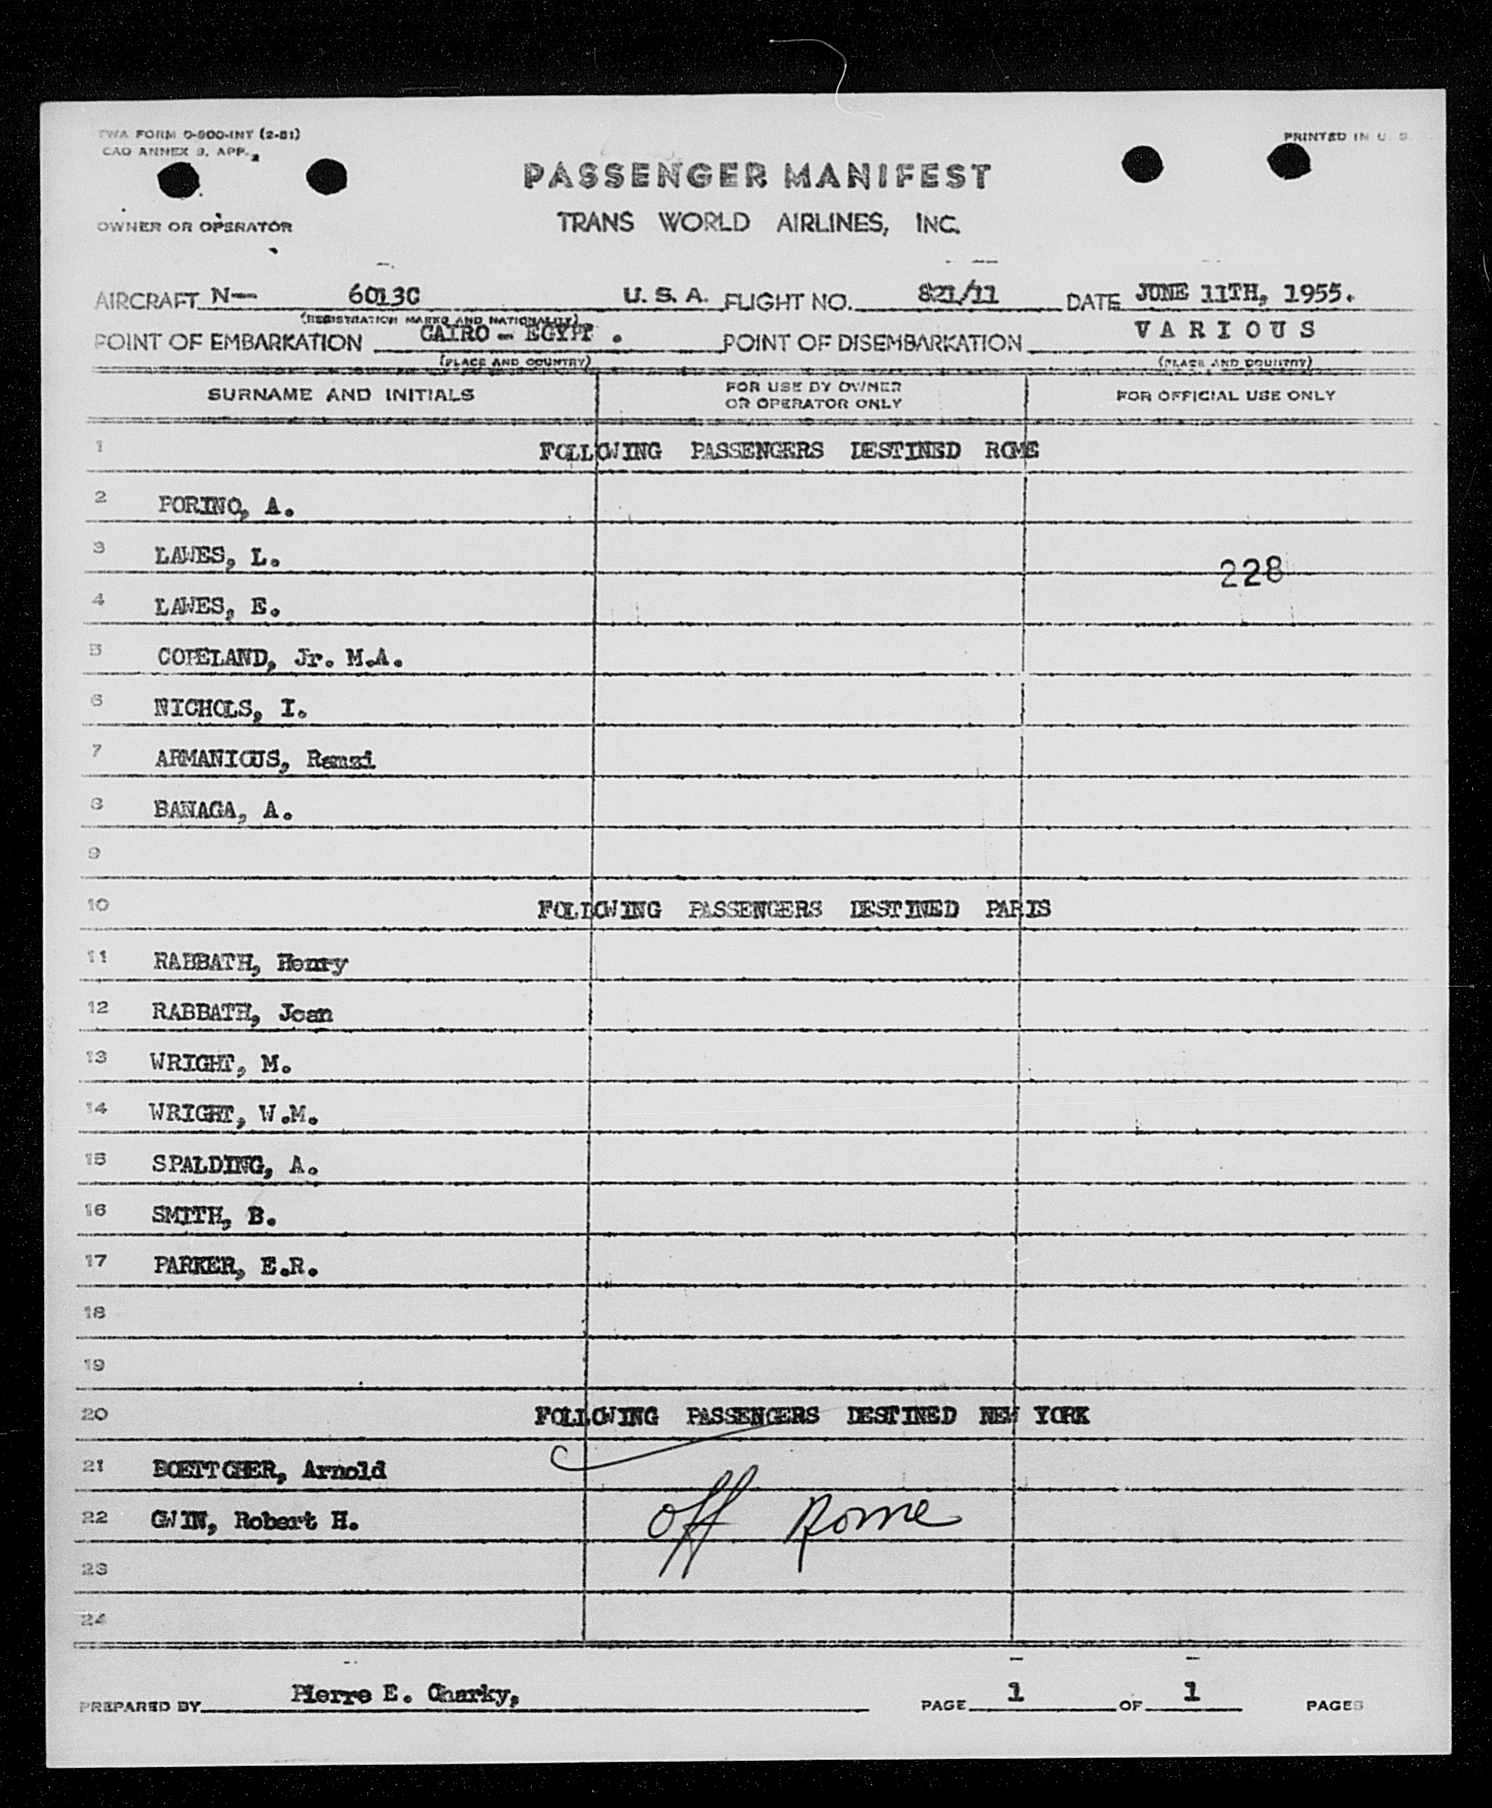 TWA FORM O-800-INT (2-51)
CAO ANNEX 9, APP. 2
PRINTED IN U. S.
PASSENGER MANIFEST
OWNER OR OPERATOR
TRANS WORLD AIRLINES, INC.
AIRCRAFT N- 6013C U. S. A. FLIGHT NO. 821/11 DATE JUNE 11TH, 1955.
(REGISTRATION MARKS AND NATIONALITY)
POINT OF EMBARKATION CAIRO - EGYPT . POINT OF DISEMBARKATION VARIOUS
(PLACE AND COUNTRY) (PLACE AND COUNTRY)
SURNAME AND INITIALS FOR USE BY OWNER OR OPERATOR ONLY FOR OFFICIAL USE ONLY
1 FOLLOWING PASSENGERS DESTINED ROME
2 PORINO, A.
3 LAWES, L.
228
4 LAWES, E.
5 COPELAND, Jr. M.A.
6 NICHOLS, I.
7 ARMANIOUS, Ramzi
8 BANAGA, A.
9
10 FOLLOWING PASSENGERS DESTINED PARIS
11 RABBATH, Henry
12 RABBATH, Jean
13 WRIGHT, M.
14 WRIGHT, W.M.
15 SPALDING, A.
16 SMITH, B.
17 PARKER, E.R.
18
19
20 FOLLOWING PASSENGERS DESTINED NEW YORK
21 BOETTCHER, Arnold
22 GWIN, Robert H. off Rome
23
24
PREPARED BY Pierre E. Charky, PAGE 1 OF 1 PAGES